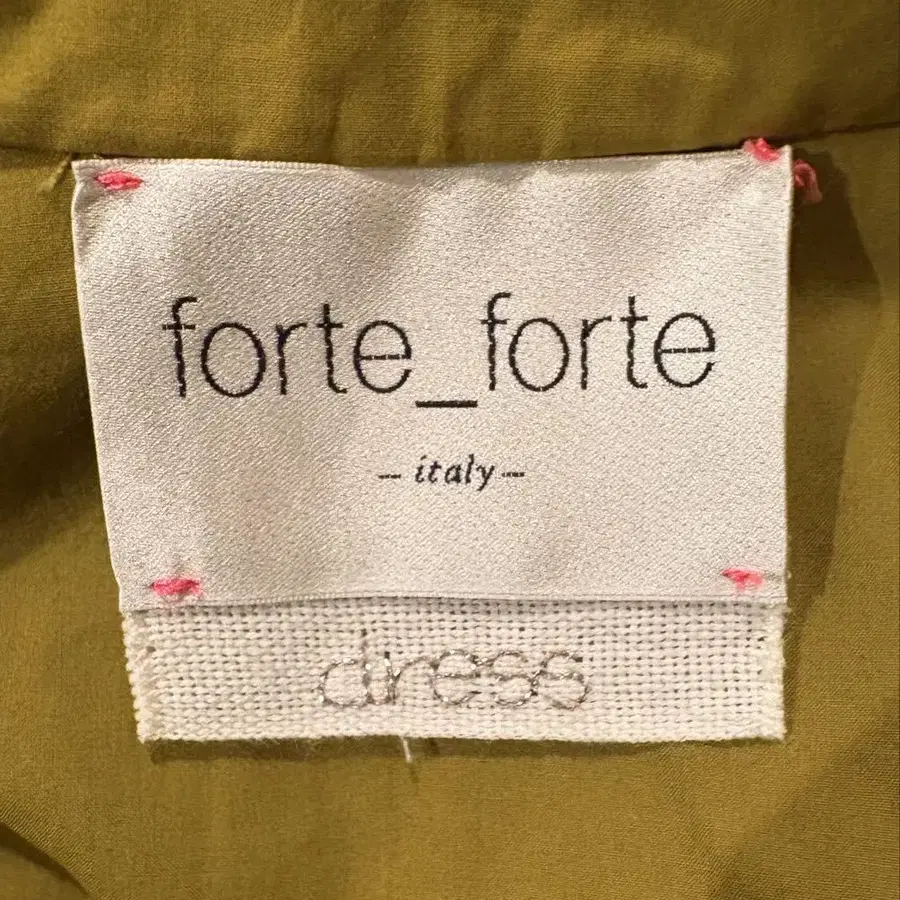 forte_forte
– italy –
dress